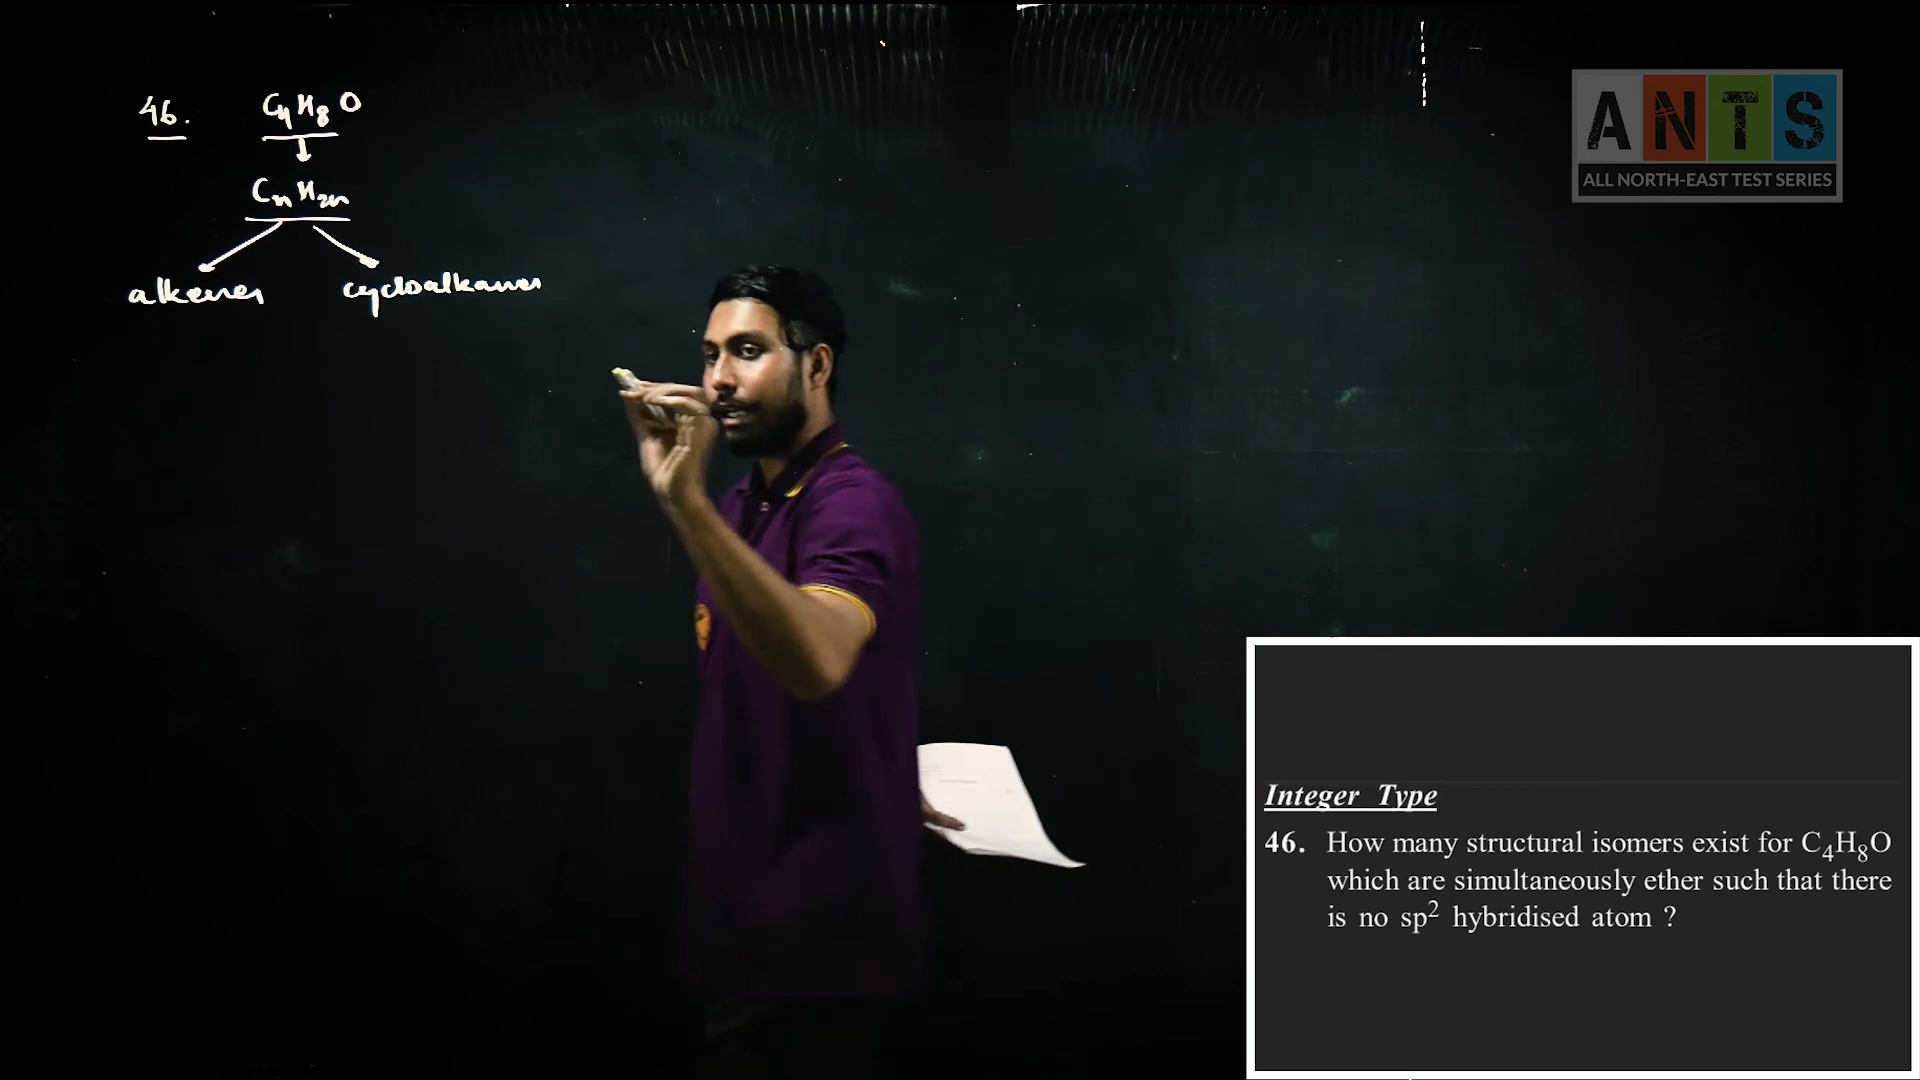 46. C₄H₈O
CₙH₂ₙ
alkenes cycloalkanes
ANTS
ALL NORTH-EAST TEST SERIES
Integer Type
46. How many structural isomers exist for C₄H₈O
which are simultaneously ether such that there
is no sp² hybridised atom ?